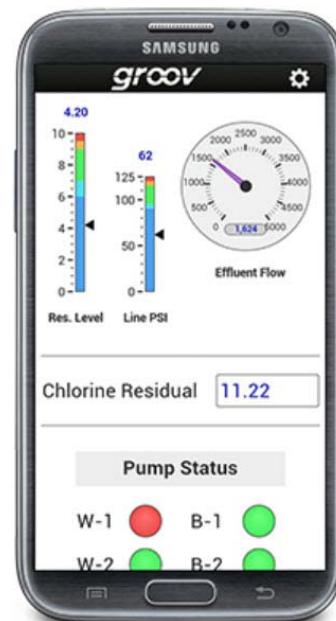 SAMSUNG
groov
4.20
10
8
6
4
2
0
Res. Level
62
125
100
50
0
Line PSI
0
500
1000
1500
2000
2500
3000
3500
4000
4500
5000
1,624
Effluent Flow
Chlorine Residual 11.22
Pump Status
W-1 B-1
W-2 B-2